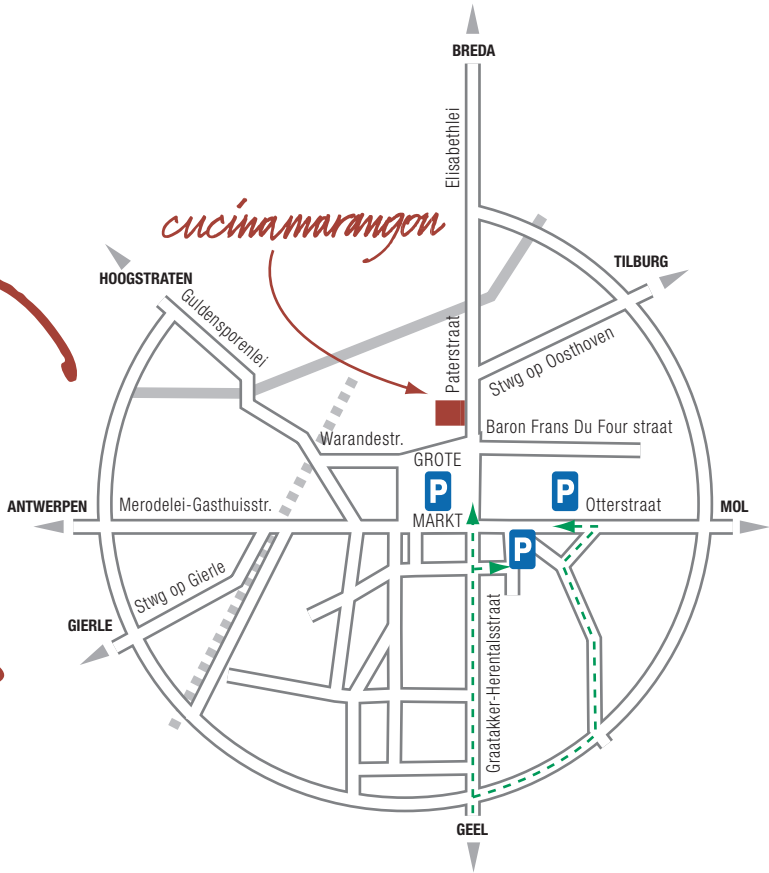 BREDA
Elisabethlei
cucinamarangon
TILBURG
HOOGSTRATEN
Guldensporenlei
Paterstraat
Stwg op Oosthoven
Baron Frans Du Four straat
Warandestr.
GROTE
P
P
MARKT
Otterstraat
ANTWERPEN
Merodelei-Gasthuisstr.
MOL
P
Stwg op Gierle
GIERLE
Graatakker-Herentalsstraat
GEEL